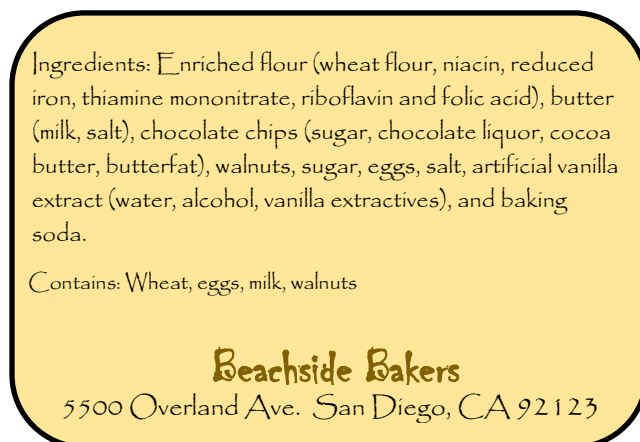 Ingredients: Enriched flour (wheat flour, niacin, reduced
iron, thiamine mononitrate, riboflavin and folic acid), butter
(milk, salt), chocolate chips (sugar, chocolate liquor, cocoa
butter, butterfat), walnuts, sugar, eggs, salt, artificial vanilla
extract (water, alcohol, vanilla extractives), and baking
soda.
Contains: Wheat, eggs, milk, walnuts
Beachside Bakers
5500 Overland Ave. San Diego, CA 92123